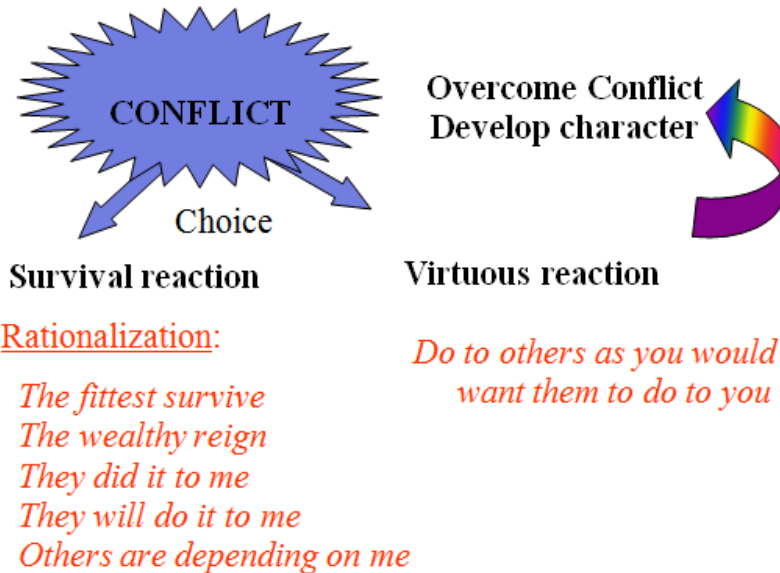 CONFLICT
Overcome Conflict
Develop character
Choice
Survival reaction
Virtuous reaction
Rationalization:
The fittest survive
The wealthy reign
They did it to me
They will do it to me
Others are depending on me
Do to others as you would
want them to do to you